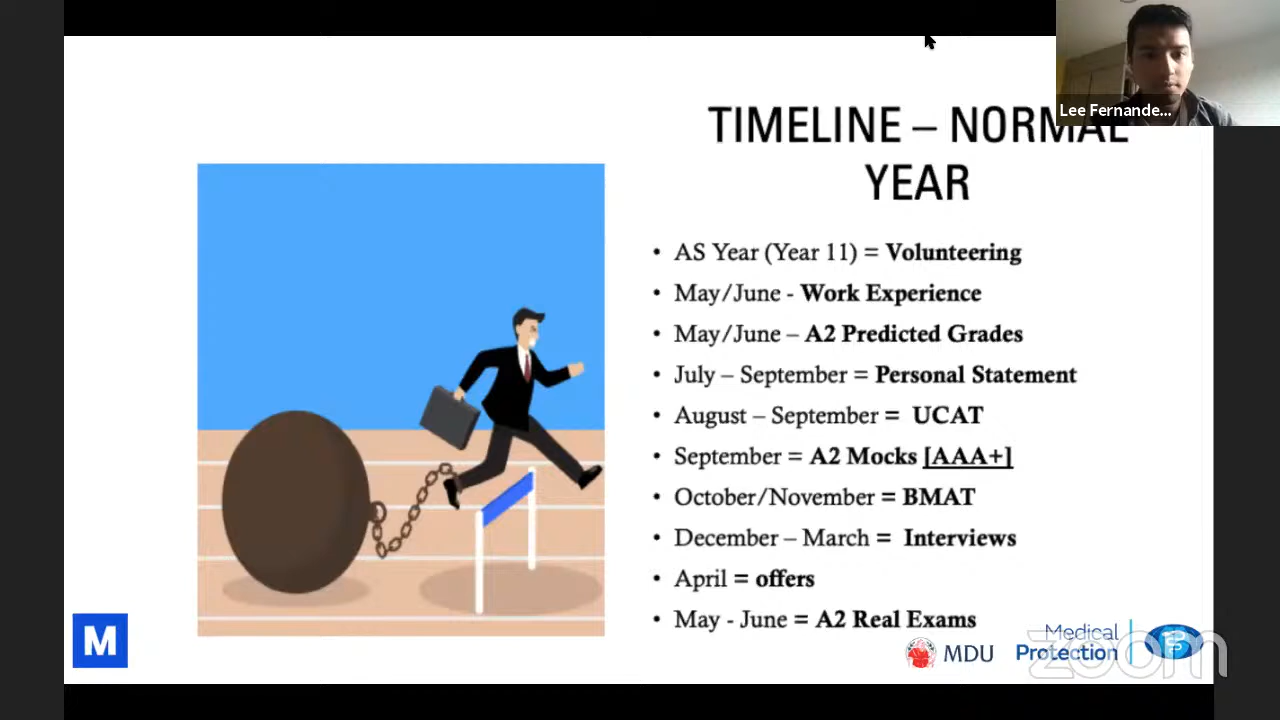 Lee Fernande...
TIMELINE – NORMAL
YEAR
• AS Year (Year 11) = Volunteering
• May/June - Work Experience
• May/June – A2 Predicted Grades
• July – September = Personal Statement
• August – September = UCAT
• September = A2 Mocks [AAA+]
• October/November = BMAT
• December – March = Interviews
• April = offers
• May - June = A2 Real Exams
M
MDU
Medical
Protection
zoom